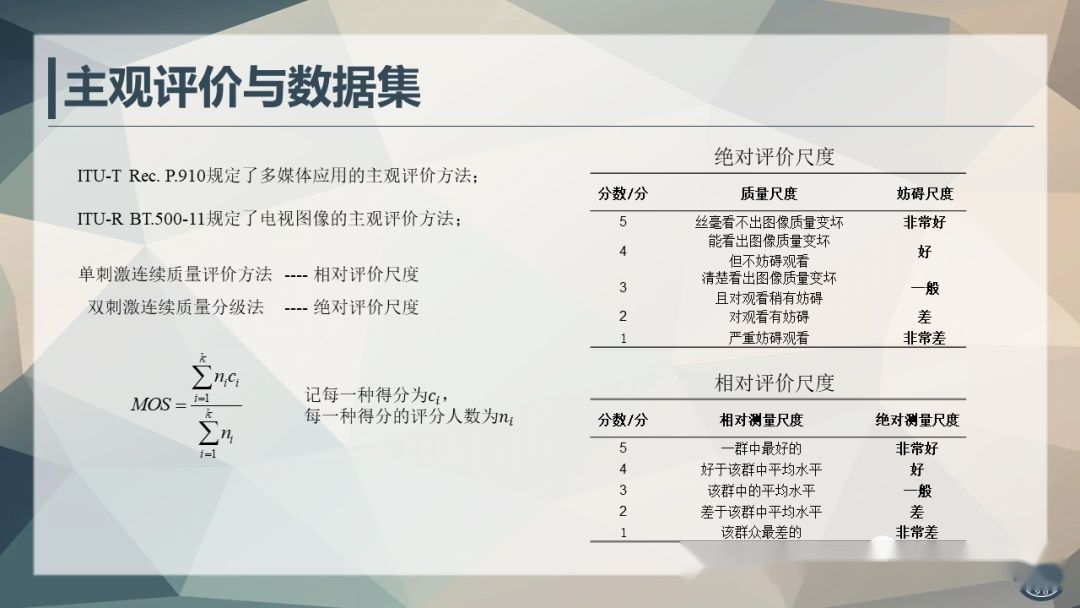 主观评价与数据集
ITU-T Rec. P.910规定了多媒体应用的主观评价方法；
ITU-R BT.500-11规定了电视图像的主观评价方法；
单刺激连续质量评价方法 ---- 相对评价尺度
双刺激连续质量分级法 ---- 绝对评价尺度
k
∑ nᵢcᵢ
i=1
MOS =
k
∑ nᵢ
i=1
记每一种得分为cᵢ，
每一种得分的评分人数为nᵢ
绝对评价尺度
分数/分 质量尺度 妨碍尺度
5 丝毫看不出图像质量变坏 非常好
4 能看出图像质量变坏 好
但不妨碍观看
3 清楚看出图像质量变坏 一般
且对观看稍有妨碍
2 对观看有妨碍 差
1 严重妨碍观看 非常差
相对评价尺度
分数/分 相对测量尺度 绝对测量尺度
5 一群中最好的 非常好
4 好于该群中平均水平 好
3 该群中的平均水平 一般
2 差于该群中平均水平 差
1 该群众最差的 非常差